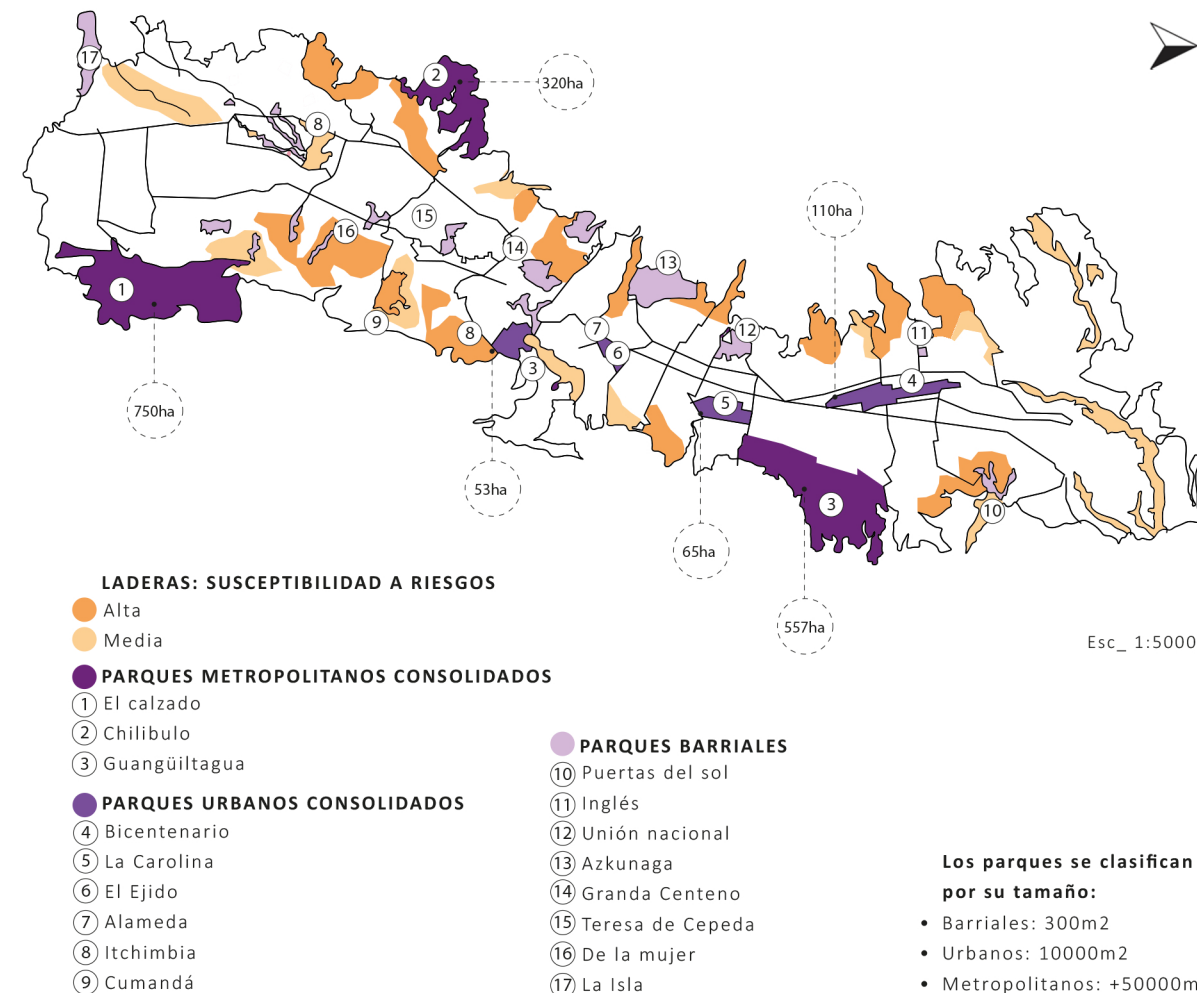 17
2
320ha
8
110ha
15
16
14
13
1
9
8
7
12
11
6
3
4
5
750ha
53ha
3
10
65ha
557ha
Esc_ 1:5000
LADERAS: SUSCEPTIBILIDAD A RIESGOS
Alta
Media
PARQUES METROPOLITANOS CONSOLIDADOS
1 El calzado
2 Chilibulo
3 Guangüiltagua
PARQUES URBANOS CONSOLIDADOS
4 Bicentenario
5 La Carolina
6 El Ejido
7 Alameda
8 Itchimbia
9 Cumandá
PARQUES BARRIALES
10 Puertas del sol
11 Inglés
12 Unión nacional
13 Azkunaga
14 Granda Centeno
15 Teresa de Cepeda
16 De la mujer
17 La Isla
Los parques se clasifican
por su tamaño:
• Barriales: 300m2
• Urbanos: 10000m2
• Metropolitanos: +50000m